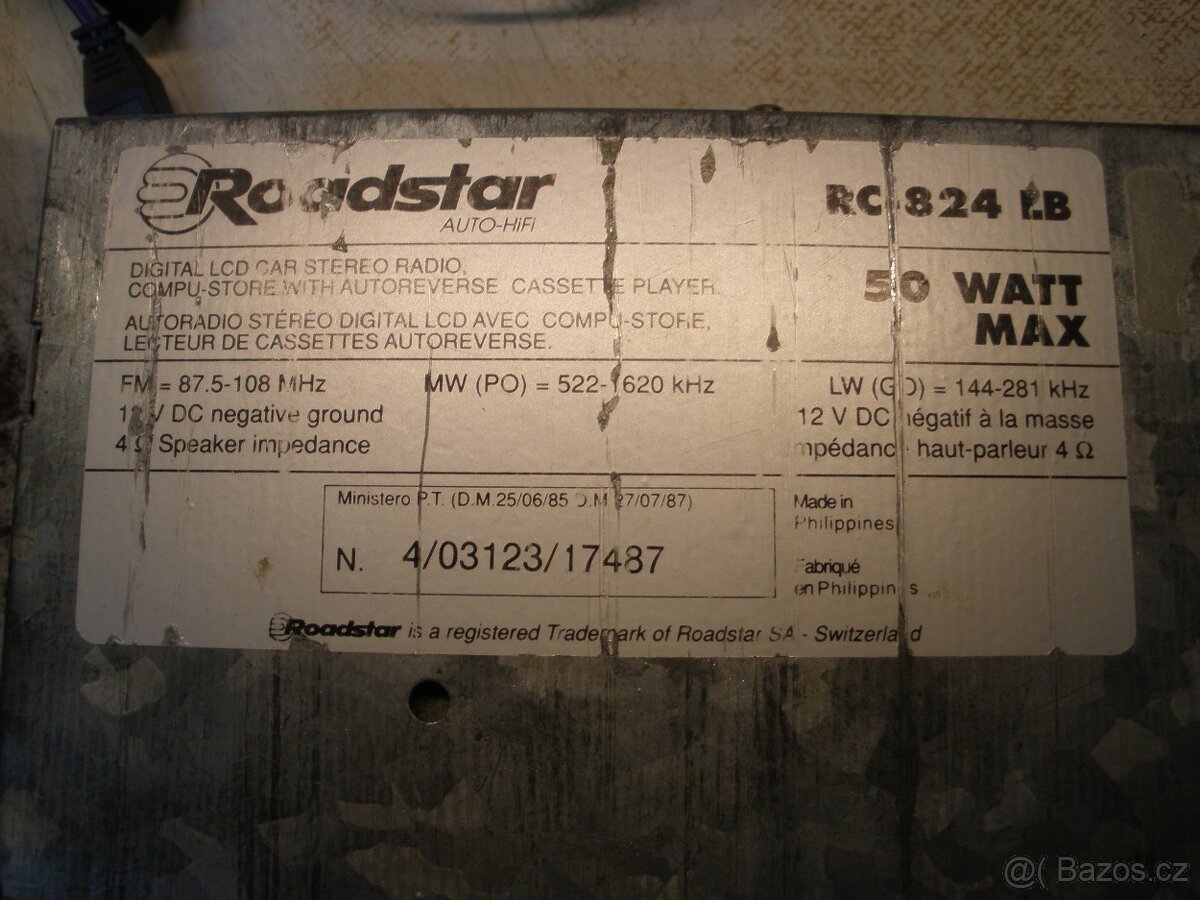 Roadstar
AUTO-HiFi
RC-824 LB
DIGITAL LCD CAR STEREO RADIO,
COMPU-STORE WITH AUTOREVERSE CASSETTE PLAYER.
AUTORADIO STÉRÉO DIGITAL LCD AVEC COMPU-STORE,
LECTEUR DE CASSETTES AUTOREVERSE.
50 WATT
MAX
FM = 87.5-108 MHz
MW (PO) = 522-1620 kHz
LW (GO) = 144-281 kHz
12 V DC negative ground
12 V DC négatif à la masse
4 Ω Speaker impedance
Impédance haut-parleur 4 Ω
Ministero P.T. (D.M.25/06/85 D.M 27/07/87)
N. 4/03123/17487
Made in
Philippines
Fabriqué
en Philippines
Roadstar is a registered Trademark of Roadstar SA - Switzerland
@( Bazos.cz